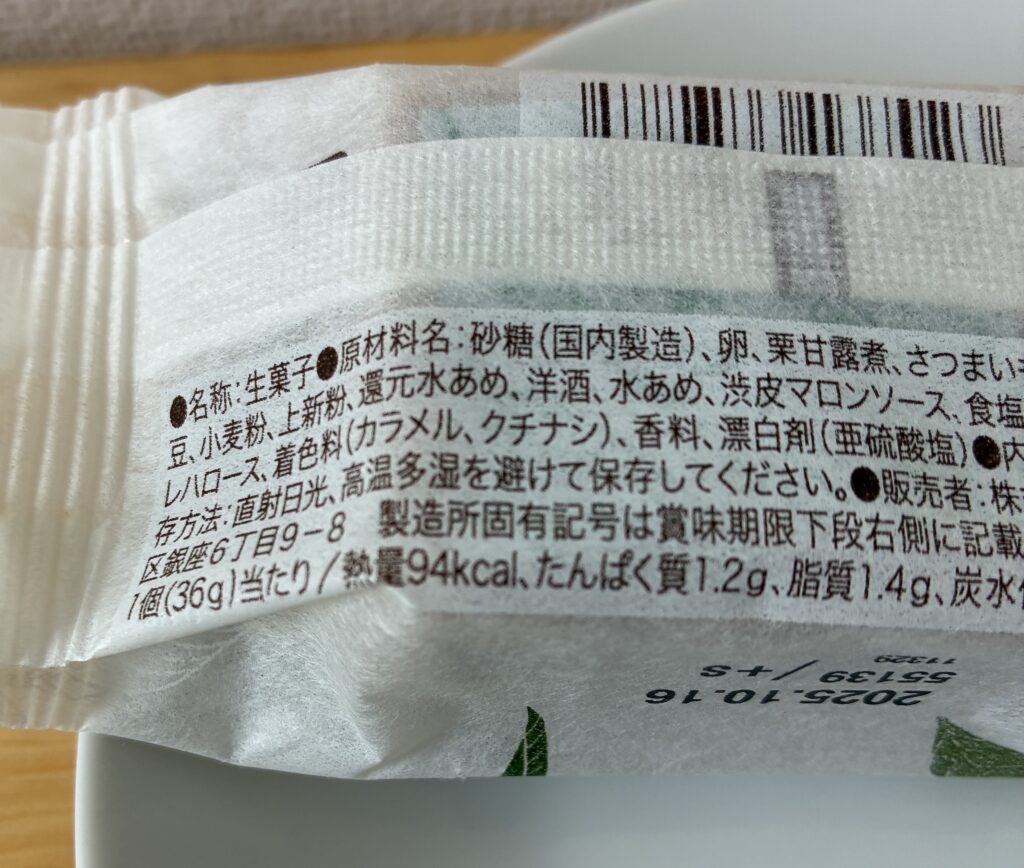 ●名称:生菓子●原材料名:砂糖(国内製造)、卵、栗甘露煮、さつまい
豆、小麦粉、上新粉、還元水あめ、洋酒、水あめ、渋皮マロンソース、食塩
レハロース、着色料(カラメル、クチナシ)、香料、漂白剤(亜硫酸塩)●内
存方法:直射日光、高温多湿を避けて保存してください。●販売者:株
区銀座6丁目9-8 製造所固有記号は賞味期限下段右側に記載
1個(36g)当たり/熱量94kcal、たんぱく質1.2g、脂質1.4g、炭水
2025.10.16
55139/+S
11329